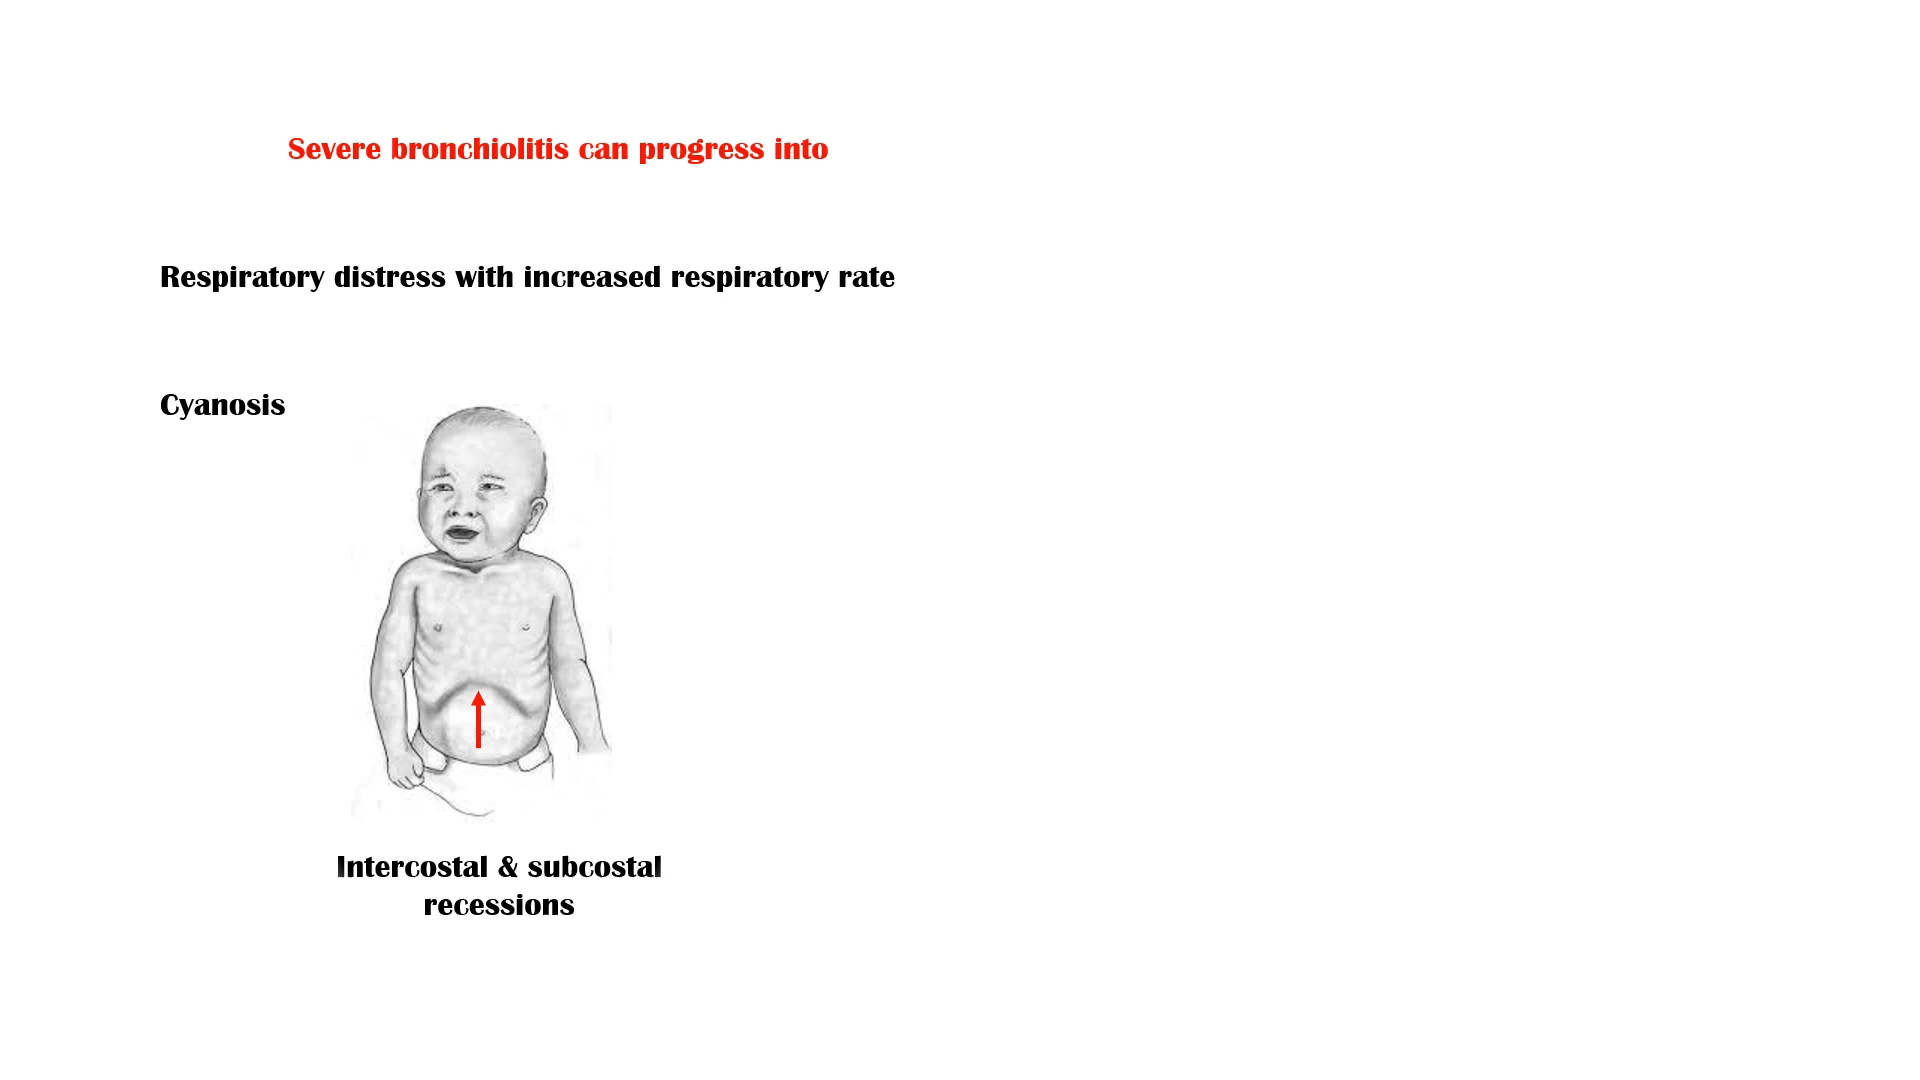 Severe bronchiolitis can progress into
Respiratory distress with increased respiratory rate
Cyanosis
Intercostal & subcostal
recessions